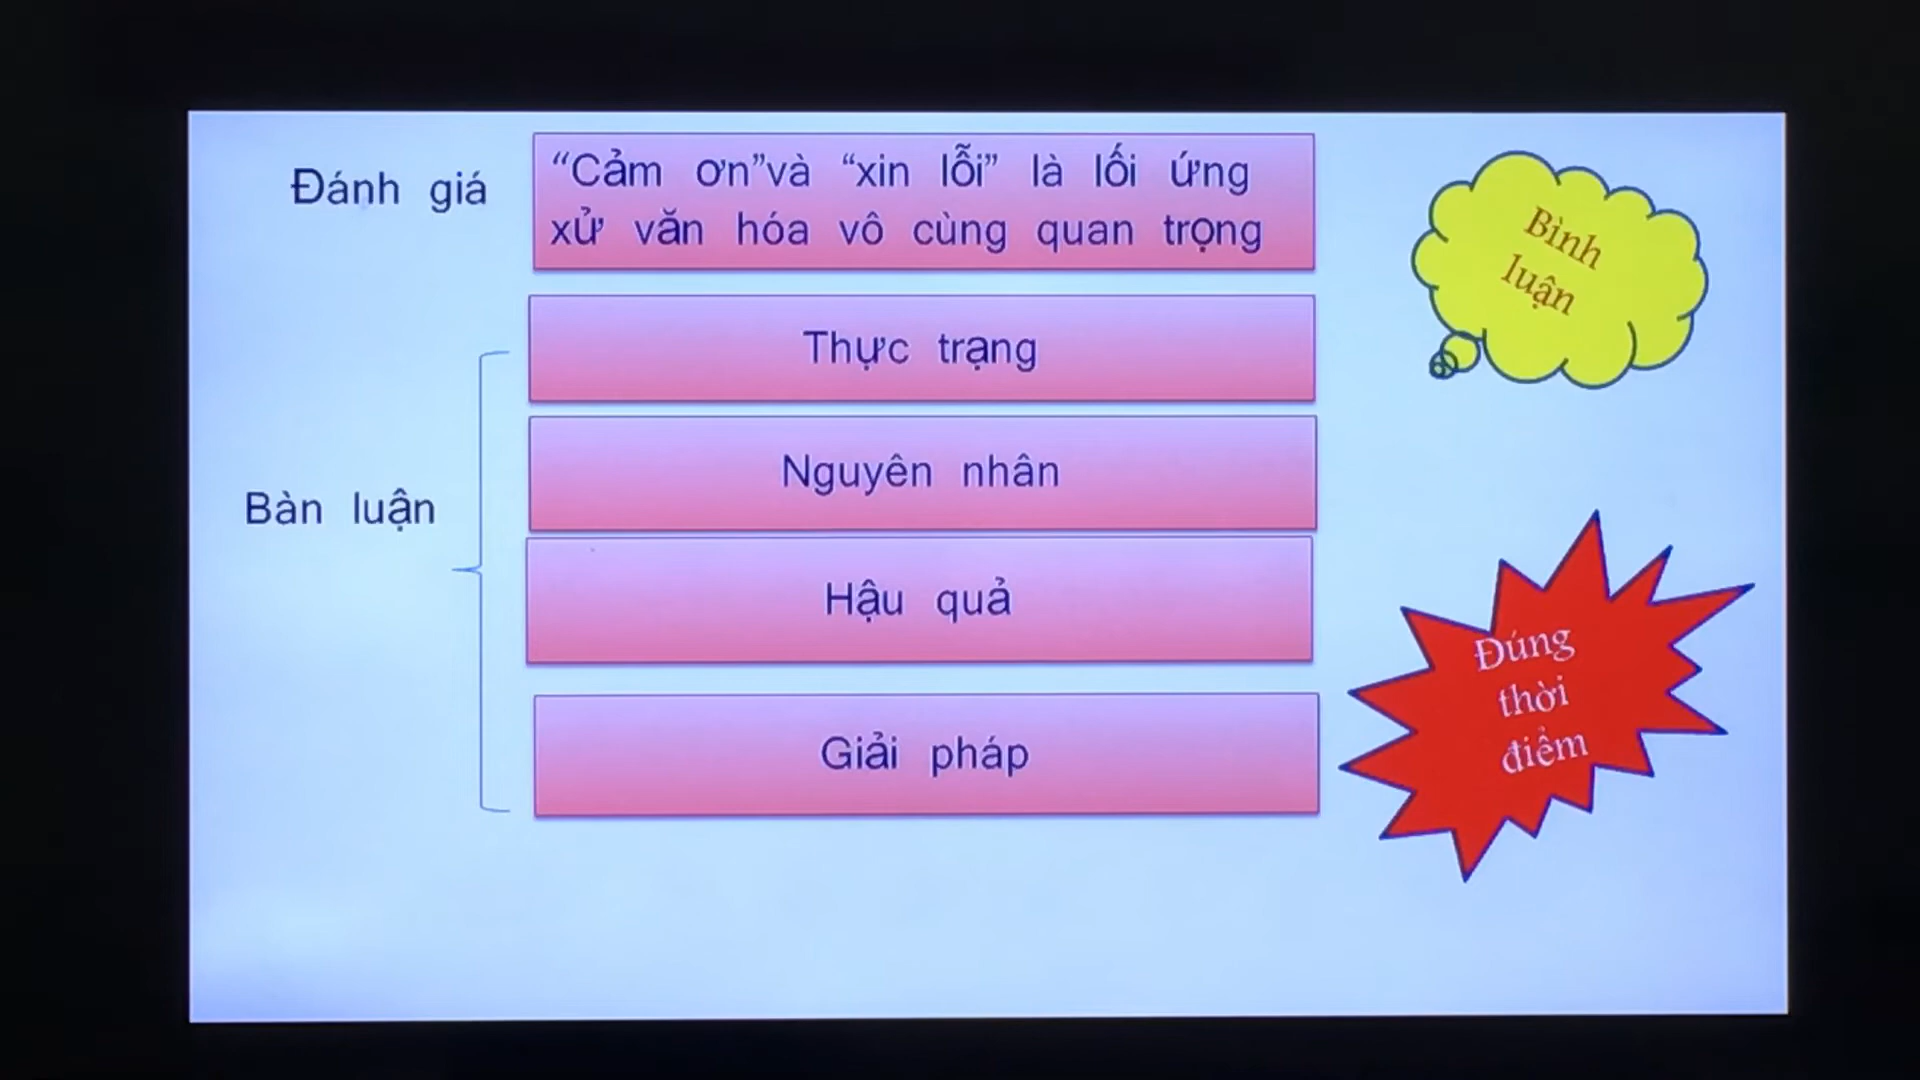 Đánh giá
“Cảm ơn”và “xin lỗi” là lối ứng
xử văn hóa vô cùng quan trọng
Bình
luận
Thực trạng
Nguyên nhân
Bàn luận
Hậu quả
Giải pháp
Đúng
thời
điểm